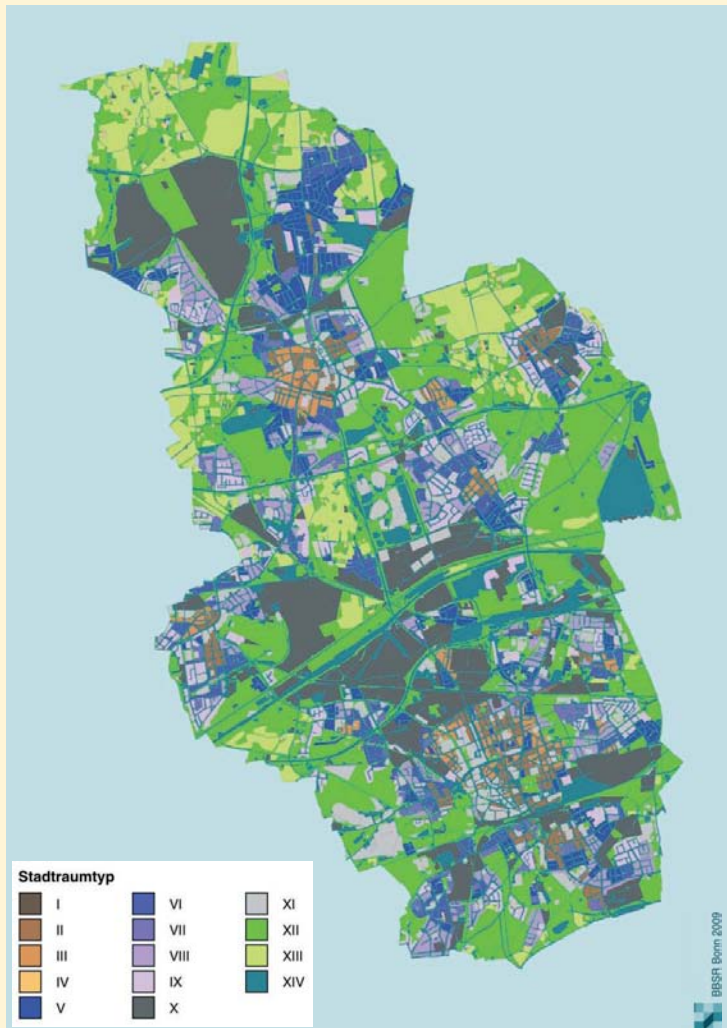 Stadtraumtyp
I
II
III
IV
V
VI
VII
VIII
IX
X
XI
XII
XIII
XIV
BBSR Bonn 2009